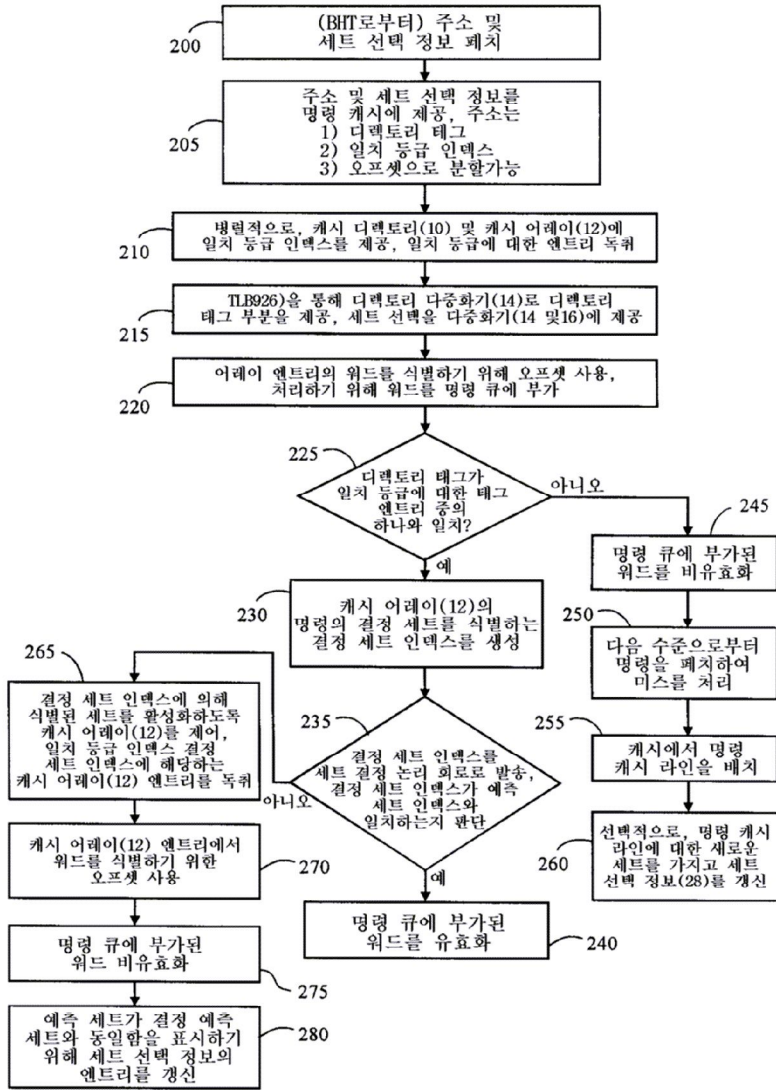 (BHT로부터) 주소 및
세트 선택 정보 페치
200
주소 및 세트 선택 정보를
명령 캐시에 제공, 주소는
1) 디렉토리 태그
2) 일치 등급 인덱스
3) 오프셋으로 분할가능
205
병렬적으로, 캐시 디렉토리(10) 및 캐시 어레이(12)에
일치 등급 인덱스를 제공, 일치 등급에 대한 엔트리 독취
210
TLB926)을 통해 디렉토리 다중화기(14)로 디렉토리
태그 부분을 제공, 세트 선택을 다중화기(14 및16)에 제공
215
어레이 엔트리의 워드를 식별하기 위해 오프셋 사용,
처리하기 위해 워드를 명령 큐에 부가
220
225
디렉토리 태그가
일치 등급에 대한 태그
엔트리 중의
하나와 일치?
아니오
예
245
명령 큐에 부가된
워드를 비유효화
230
캐시 어레이(12)의
명령의 결정 세트를 식별하는
결정 세트 인덱스를 생성
250
다음 수준으로부터
명령을 페치하여
미스를 처리
265
결정 세트 인덱스에 의해
식별된 세트를 활성화하도록
캐시 어레이(12)를 제어,
일치 등급 인덱스 결정
세트 인덱스에 해당하는
캐시 어레이(12) 엔트리를 독취
235
결정 세트 인덱스를
세트 결정 논리 회로로 발송,
결정 세트 인덱스가 예측
세트 인덱스와
일치하는지 판단
아니오
예
255
캐시에서 명령
캐시 라인을 배치
260
선택적으로, 명령 캐시
라인에 대한 새로운
세트를 가지고 세트
선택 정보(28)를 갱신
캐시 어레이(12) 엔트리에서
워드를 식별하기 위한
오프셋 사용
270
명령 큐에 부가된
워드를 유효화
240
명령 큐에 부가된
워드 비유효화
275
예측 세트가 결정 예측
세트와 동일함을 표시하기
위해 세트 선택 정보의
엔트리를 갱신
280